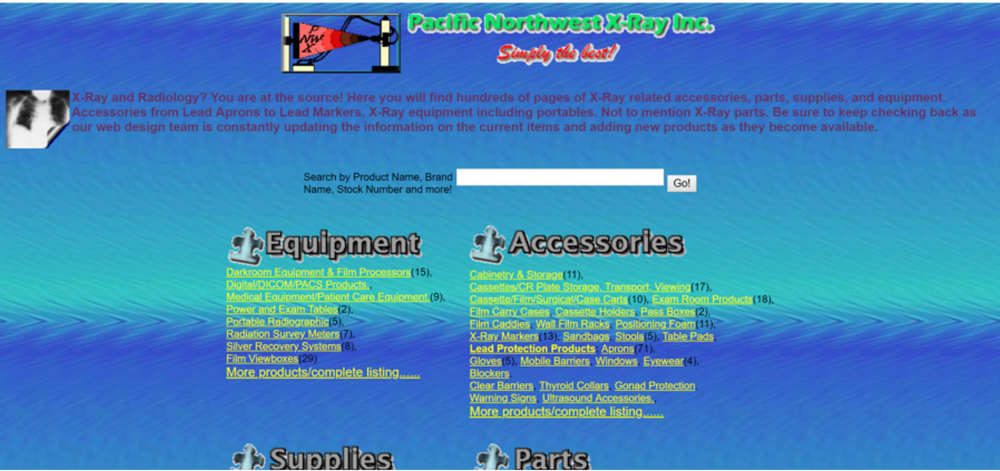 P
NW
X
Pacific Northwest X-Ray Inc.
Simply the best!
X-Ray and Radiology? You are at the source! Here you will find hundreds of pages of X-Ray related accessories, parts, supplies, and equipment.
Accessories from Lead Aprons to Lead Markers. X-Ray equipment including portables. Not to mention X-Ray parts. Be sure to keep checking back as
our web design team is constantly updating the information on the current items and adding new products as they become available.
Search by Product Name, Brand
Name, Stock Number and more!
Go!
Equipment
Darkroom Equipment & Film Processors(15),
Digital/DICOM/PACS Products.,
Medical Equipment/Patient Care Equipment.(9),
Power and Exam Tables(2),
Portable Radiographic(5),
Radiation Survey Meters(7),
Silver Recovery Systems(8),
Film Viewboxes(29)
More products/complete listing......
Accessories
Cabinetry & Storage(11),
Cassettes/CR Plate Storage, Transport, Viewing(17),
Cassette/Film/Surgical/Case Carts(10), Exam Room Products(18),
Film Carry Cases, Cassette Holders, Pass Boxes(2),
Film Caddies, Wall Film Racks, Positioning Foam(11),
X-Ray Markers(13), Sandbags, Stools(5), Table Pads,
Lead Protection Products: Aprons(71),
Gloves(5), Mobile Barriers, Windows, Eyewear(4),
Blockers,
Clear Barriers, Thyroid Collars, Gonad Protection,
Warning Signs, Ultrasound Accessories.,
More products/complete listing......
Supplies
Parts